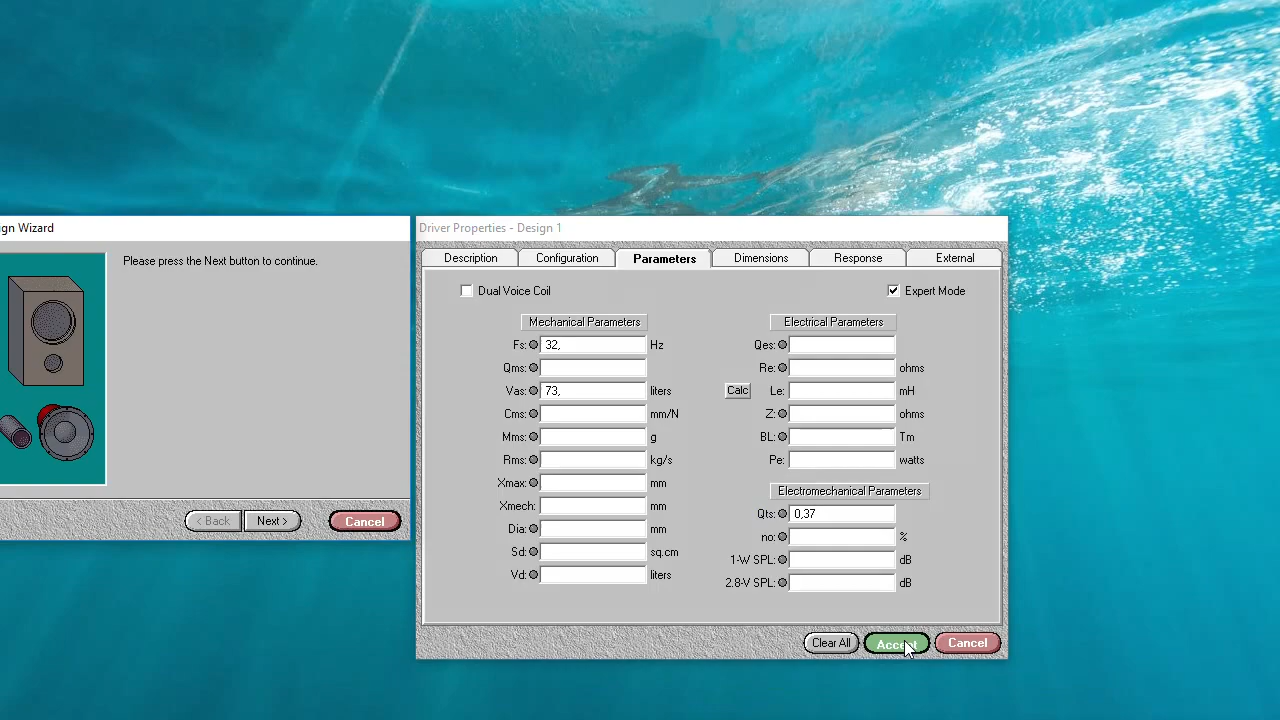 gn Wizard
Please press the Next button to continue.
< Back
Next >
Cancel
Driver Properties - Design 1
Description
Configuration
Parameters
Dimensions
Response
External
Dual Voice Coil
Expert Mode
Mechanical Parameters
Fs: 32, Hz
Qms:
Vas: 73, liters
Cms: mm/N
Mms: g
Rms: kg/s
Xmax: mm
Xmech: mm
Dia: mm
Sd: sq.cm
Vd: liters
Electrical Parameters
Qes:
Re: ohms
Calc Le: mH
Z: ohms
BL: Tm
Pe: watts
Electromechanical Parameters
Qts: 0,37
no: %
1-W SPL: dB
2.8-V SPL: dB
Clear All
Accept
Cancel